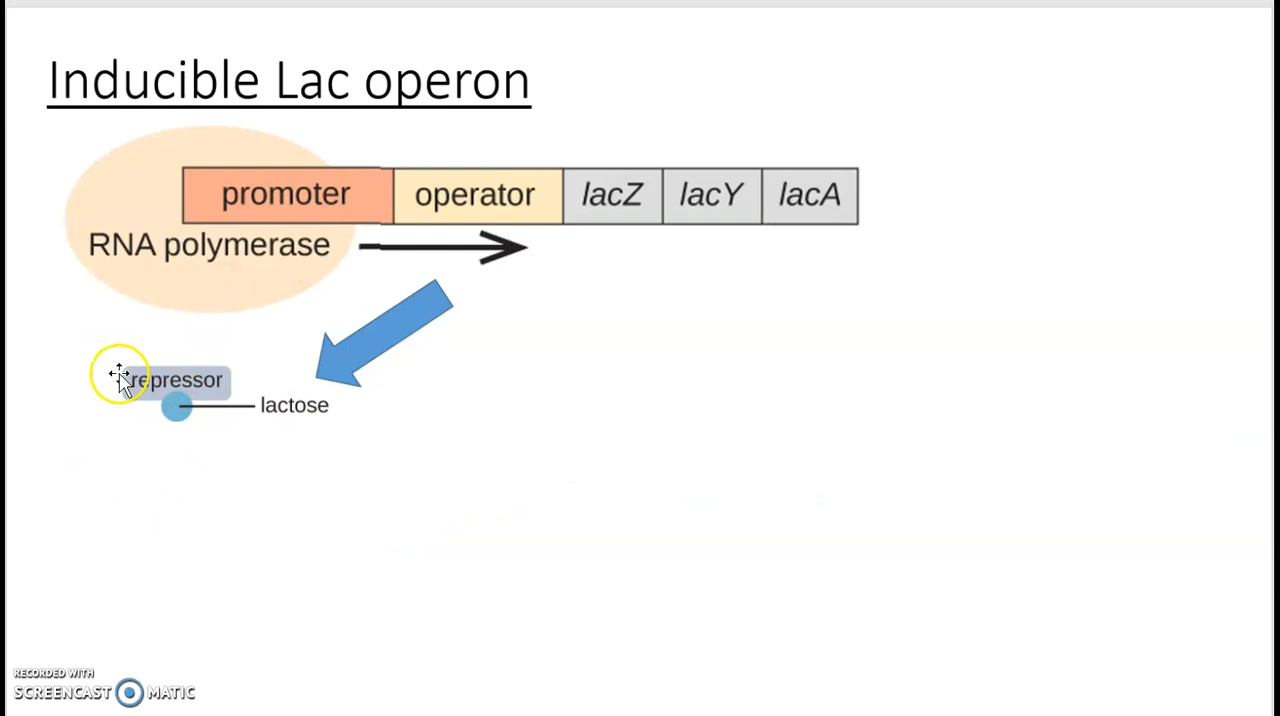 Inducible Lac operon
promoter operator lacZ lacY lacA
RNA polymerase
repressor
lactose
RECORDED WITH
SCREENCAST MATIC